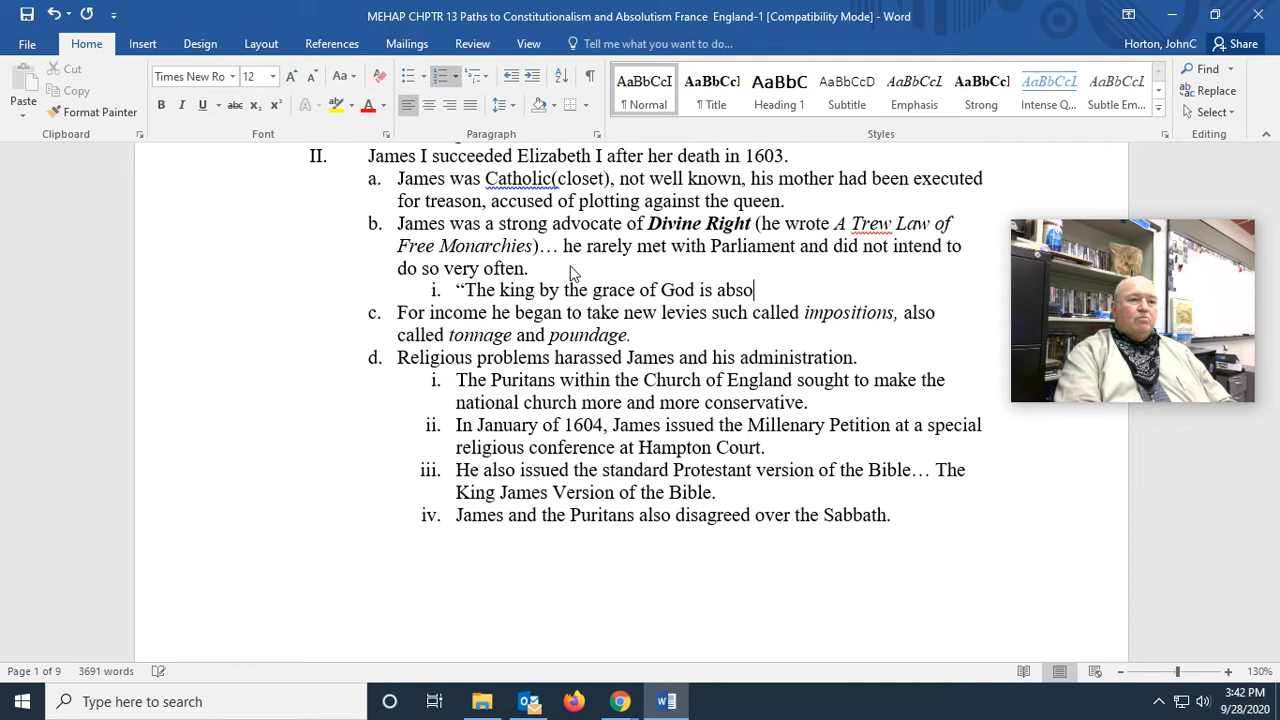 MEHAP CHPTR 13 Paths to Constitutionalism and Absolutism France England-1 [Compatibility Mode] - Word
File Home Insert Design Layout References Mailings Review View Tell me what you want to do... Horton, JohnC Share
Paste Cut Copy Format Painter
Times New Ro 12 Aa
B I U abc X₂ X² A A
AaBbCcI AaBbCcI AaBbC AaBbCcD AaBbCcI AaBbCcI AaBbCcI AaBbCcI
¶ Normal ¶ Title Heading 1 Subtitle Emphasis Strong Intense Q... Subtle Em...
Find Replace Select
Clipboard Font Paragraph Styles Editing
II. James I succeeded Elizabeth I after her death in 1603.
a. James was Catholic(closet), not well known, his mother had been executed
for treason, accused of plotting against the queen.
b. James was a strong advocate of Divine Right (he wrote A Trew Law of
Free Monarchies)… he rarely met with Parliament and did not intend to
do so very often.
i. “The king by the grace of God is abso
c. For income he began to take new levies such called impositions, also
called tonnage and poundage.
d. Religious problems harassed James and his administration.
i. The Puritans within the Church of England sought to make the
national church more and more conservative.
ii. In January of 1604, James issued the Millenary Petition at a special
religious conference at Hampton Court.
iii. He also issued the standard Protestant version of the Bible… The
King James Version of the Bible.
iv. James and the Puritans also disagreed over the Sabbath.
Page 1 of 9 3691 words 130%
Type here to search
3:42 PM
9/28/2020